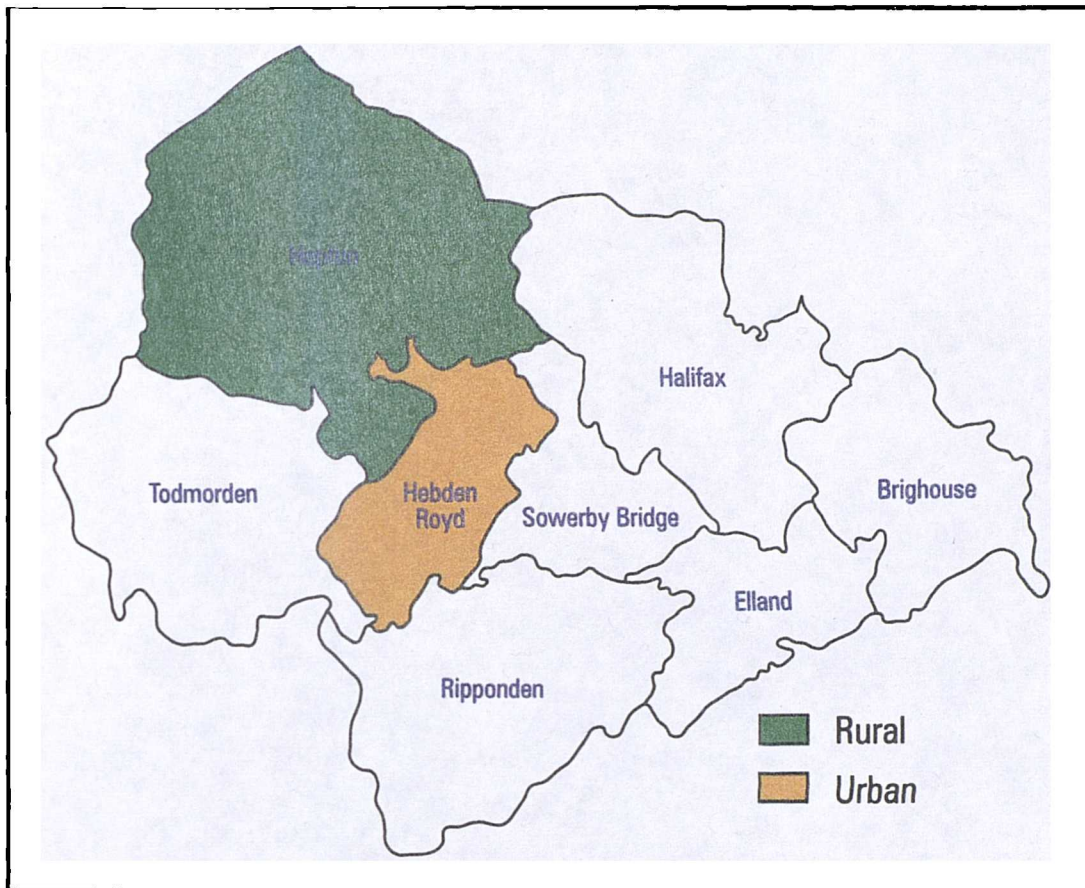 Todmorden
Hebden
Royd
Sowerby Bridge
Halifax
Brighouse
Elland
Ripponden
Rural
Urban